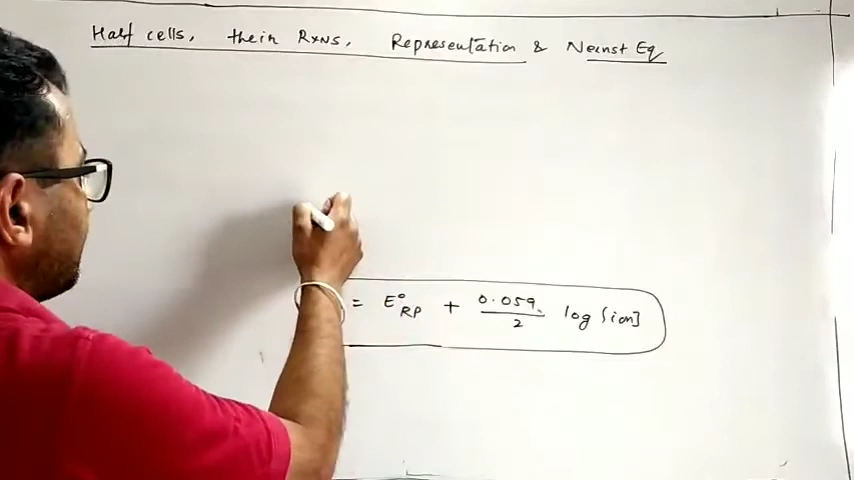 Half cells, their RXNS, Representation & Nernst Eq
= E°RP + 0.059/2 log [ion]